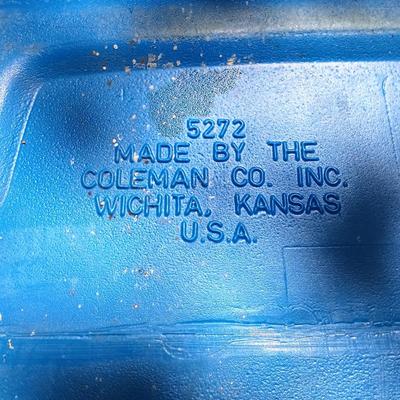 5272
MADE BY THE
COLEMAN CO. INC.
WICHITA, KANSAS
U.S.A.